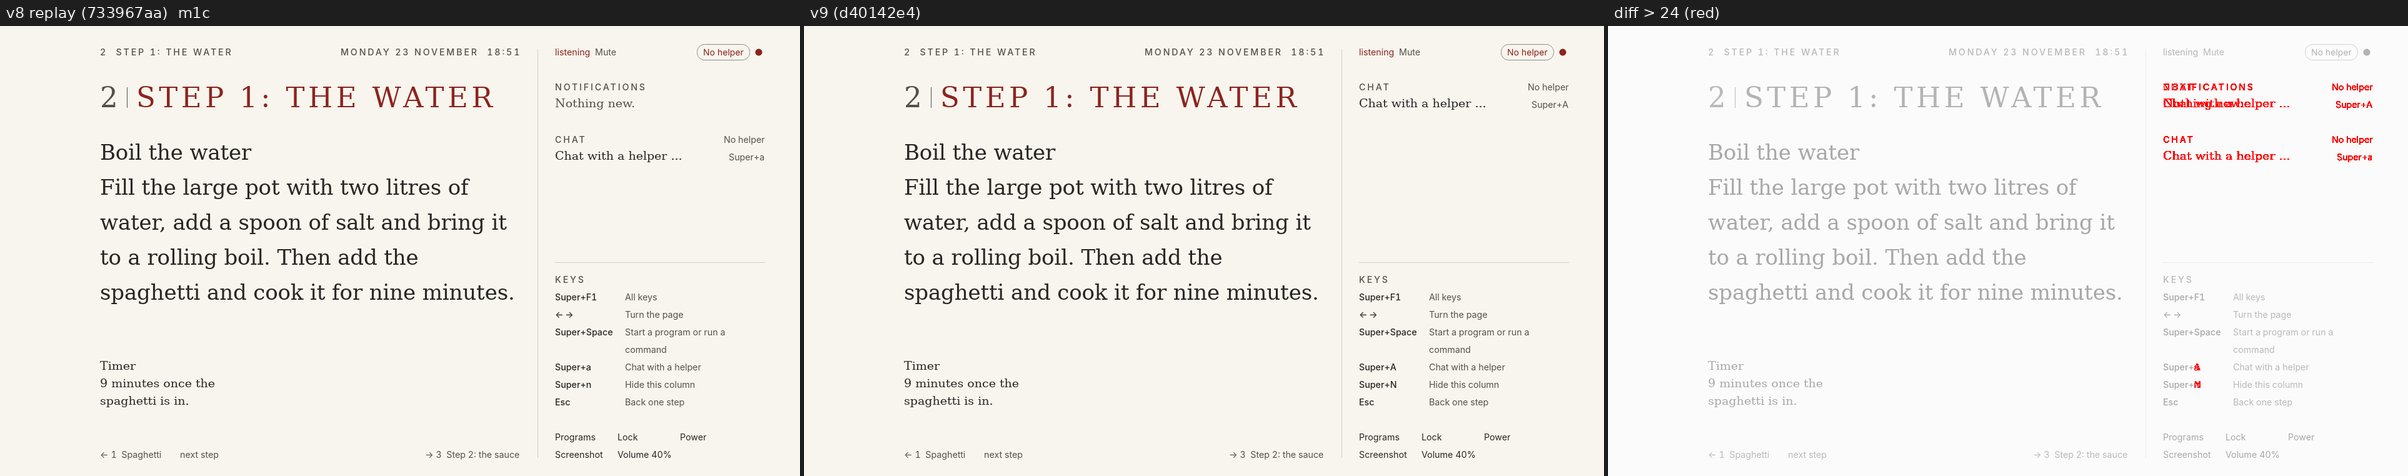 v8 replay (733967aa)  m1c
2  STEP 1: THE WATER  MONDAY 23 NOVEMBER  18:51
2 | STEP 1: THE WATER
Boil the water
Fill the large pot with two litres of
water, add a spoon of salt and bring it
to a rolling boil. Then add the
spaghetti and cook it for nine minutes.
Timer
9 minutes once the
spaghetti is in.
← 1  Spaghetti  next step  → 3  Step 2: the sauce
listening  Mute  No helper
NOTIFICATIONS
Nothing new.
CHAT  No helper
Chat with a helper ...  Super+a
KEYS
Super+F1  All keys
← →  Turn the page
Super+Space  Start a program or run a
command
Super+a  Chat with a helper
Super+n  Hide this column
Esc  Back one step
Programs  Lock  Power
Screenshot  Volume 40%
v9 (d40142e4)
2  STEP 1: THE WATER  MONDAY 23 NOVEMBER  18:51
2 | STEP 1: THE WATER
Boil the water
Fill the large pot with two litres of
water, add a spoon of salt and bring it
to a rolling boil. Then add the
spaghetti and cook it for nine minutes.
Timer
9 minutes once the
spaghetti is in.
← 1  Spaghetti  next step  → 3  Step 2: the sauce
listening  Mute  No helper
CHAT  No helper
Chat with a helper ...  Super+A
KEYS
Super+F1  All keys
← →  Turn the page
Super+Space  Start a program or run a
command
Super+A  Chat with a helper
Super+N  Hide this column
Esc  Back one step
Programs  Lock  Power
Screenshot  Volume 40%
diff > 24 (red)
2  STEP 1: THE WATER  MONDAY 23 NOVEMBER  18:51
2 | STEP 1: THE WATER
Boil the water
Fill the large pot with two litres of
water, add a spoon of salt and bring it
to a rolling boil. Then add the
spaghetti and cook it for nine minutes.
Timer
9 minutes once the
spaghetti is in.
← 1  Spaghetti  next step  → 3  Step 2: the sauce
listening  Mute  No helper
No helper
Super+A
CHAT  No helper
Chat with a helper ...  Super+a
KEYS
Super+F1  All keys
← →  Turn the page
Super+Space  Start a program or run a
command
Chat with a helper
Hide this column
Esc  Back one step
Programs  Lock  Power
Screenshot  Volume 40%